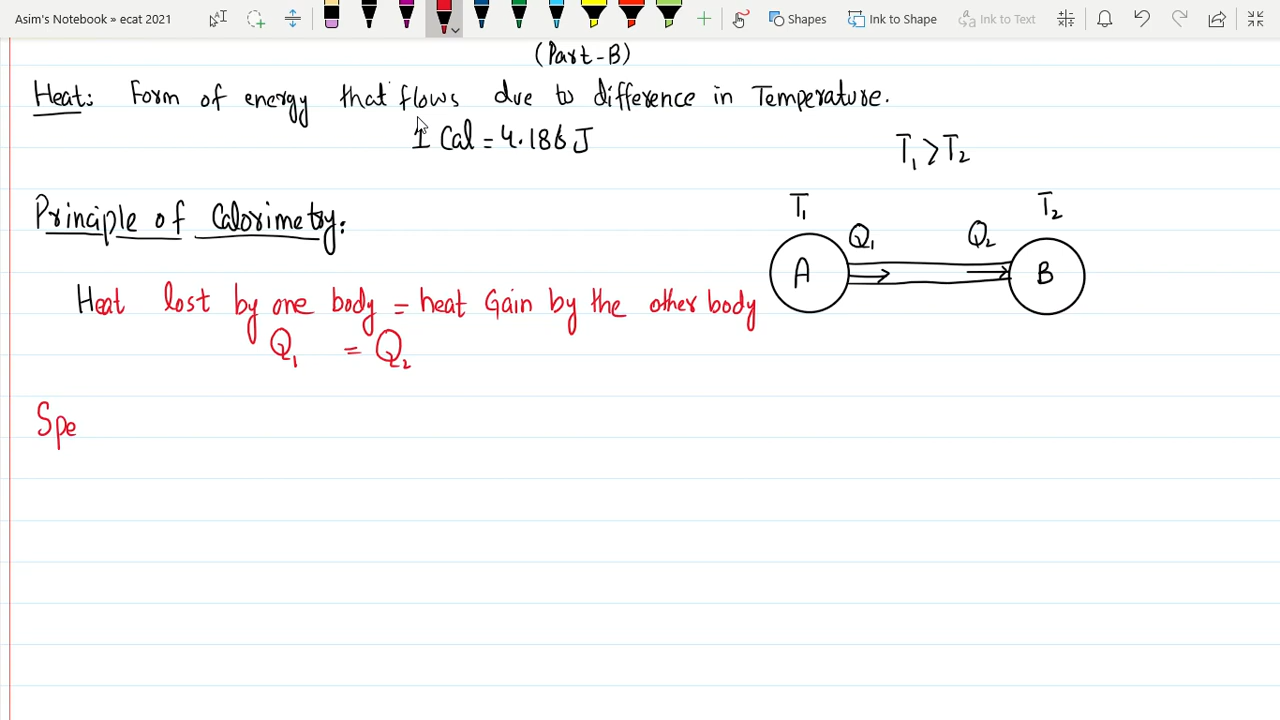 Asim's Notebook » ecat 2021
Shapes
Ink to Shape
Ink to Text
(Part-B)
Heat: Form of energy that flows due to difference in Temperature.
1 Cal = 4.186 J
T₁ > T₂
Principle of Calorimetry:
T₁ T₂
Q₁ Q₂
A B
Heat lost by one body = heat Gain by the other body
Q₁ = Q₂
Spe